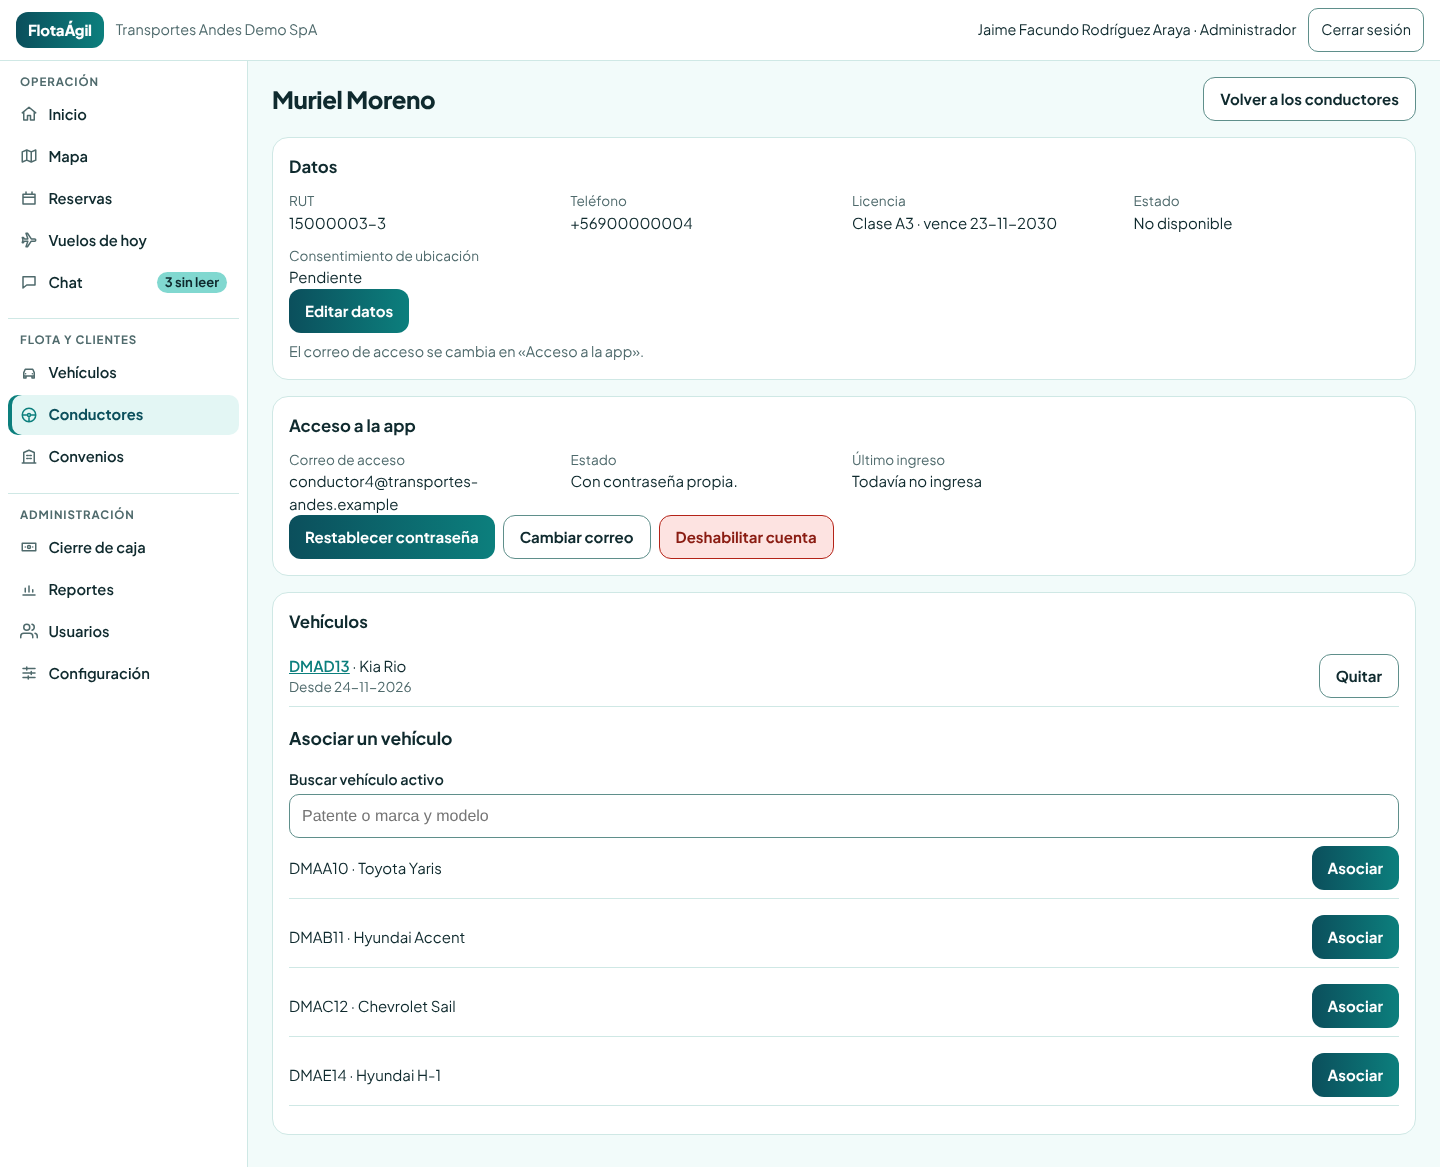 FlotaÁgil
Transportes Andes Demo SpA
Jaime Facundo Rodríguez Araya · Administrador
Cerrar sesión
OPERACIÓN
Inicio
Mapa
Reservas
Vuelos de hoy
Chat
3 sin leer
FLOTA Y CLIENTES
Vehículos
Conductores
Convenios
ADMINISTRACIÓN
Cierre de caja
Reportes
Usuarios
Configuración
Muriel Moreno
Volver a los conductores
Datos
RUT
15000003-3
Teléfono
+56900000004
Licencia
Clase A3 · vence 23-11-2030
Estado
No disponible
Consentimiento de ubicación
Pendiente
Editar datos
El correo de acceso se cambia en «Acceso a la app».
Acceso a la app
Correo de acceso
conductor4@transportes-
andes.example
Estado
Con contraseña propia.
Último ingreso
Todavía no ingresa
Restablecer contraseña
Cambiar correo
Deshabilitar cuenta
Vehículos
DMAD13 · Kia Rio
Desde 24-11-2026
Quitar
Asociar un vehículo
Buscar vehículo activo
Patente o marca y modelo
DMAA10 · Toyota Yaris
Asociar
DMAB11 · Hyundai Accent
Asociar
DMAC12 · Chevrolet Sail
Asociar
DMAE14 · Hyundai H-1
Asociar